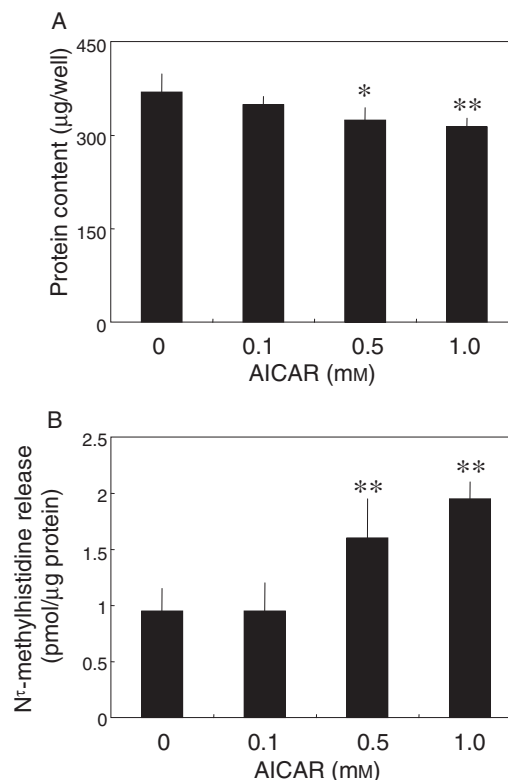 A
450
300
150
0
Protein content (μg/well)
*
**
0 0.1 0.5 1.0
AICAR (mM)
B
2.5
2
1.5
1
0.5
0
Nτ-methylhistidine release
(pmol/μg protein)
**
**
0 0.1 0.5 1.0
AICAR (mM)